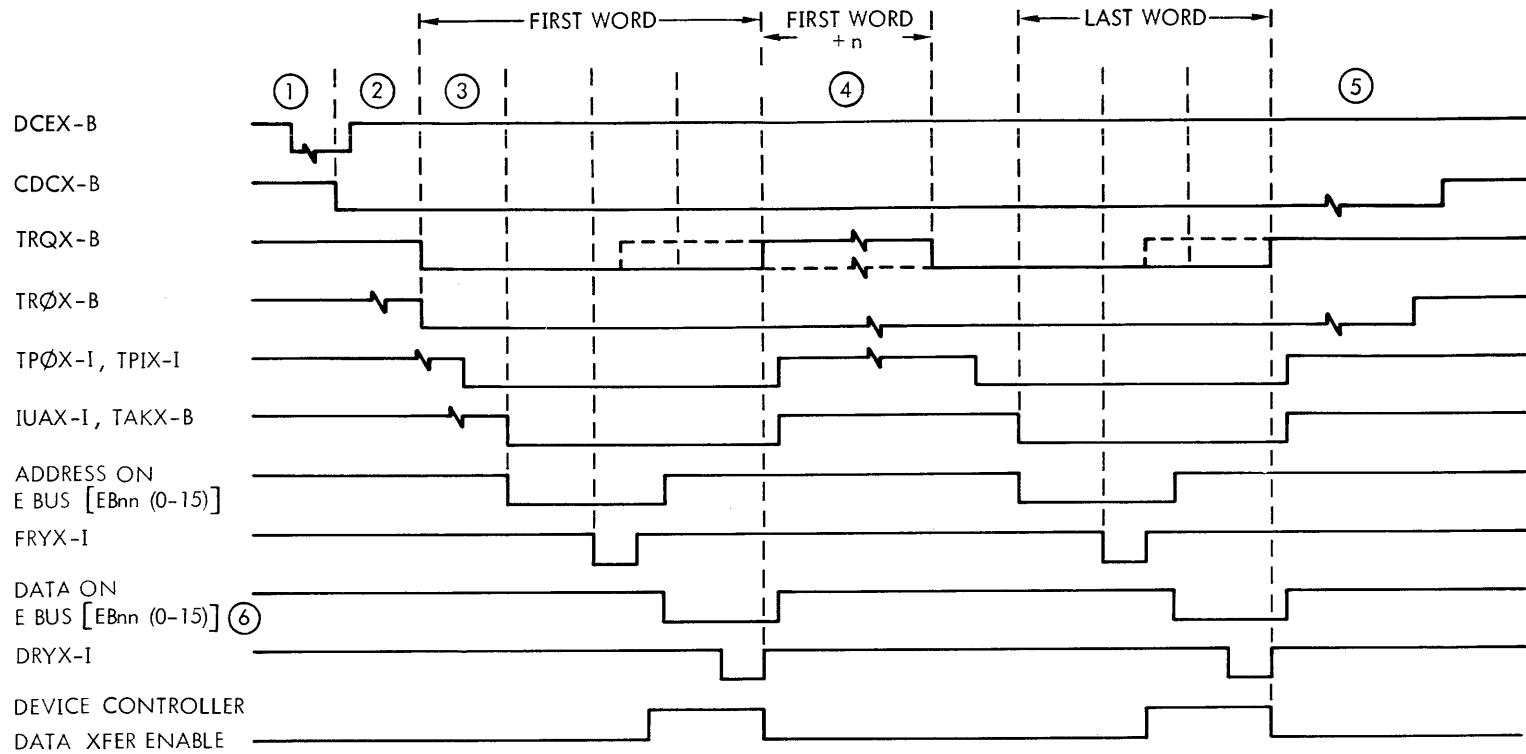 FIRST WORD
FIRST WORD
+ n
LAST WORD
1
2
3
4
5
DCEX-B
CDCX-B
TRQX-B
TRØX-B
TPØX-I, TPIX-I
IUAX-I, TAKX-B
ADDRESS ON
E BUS [EBnn (0-15)]
FRYX-I
DATA ON
E BUS [EBnn (0-15)] 6
DRYX-I
DEVICE CONTROLLER
DATA XFER ENABLE